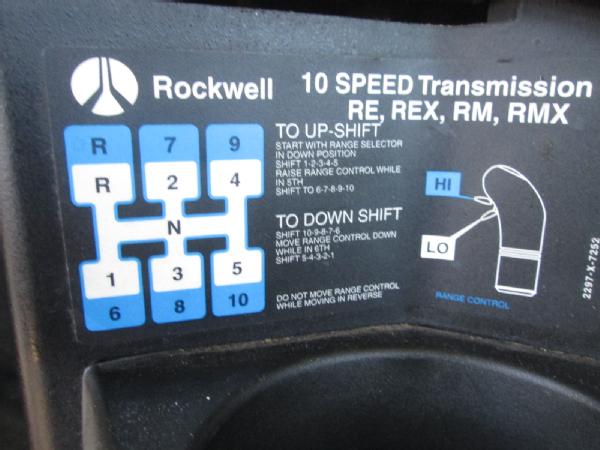 Rockwell
10 SPEED Transmission
RE, REX, RM, RMX
R 7 9
R 2 4
N
1 3 5
6 8 10
TO UP-SHIFT
START WITH RANGE SELECTOR
IN DOWN POSITION
SHIFT 1-2-3-4-5
RAISE RANGE CONTROL WHILE
IN 5TH
SHIFT TO 6-7-8-9-10
TO DOWN SHIFT
SHIFT 10-9-8-7-6
MOVE RANGE CONTROL DOWN
WHILE IN 6TH
SHIFT 5-4-3-2-1
DO NOT MOVE RANGE CONTROL
WHILE MOVING IN REVERSE
HI
LO
RANGE CONTROL
2297-X-7252